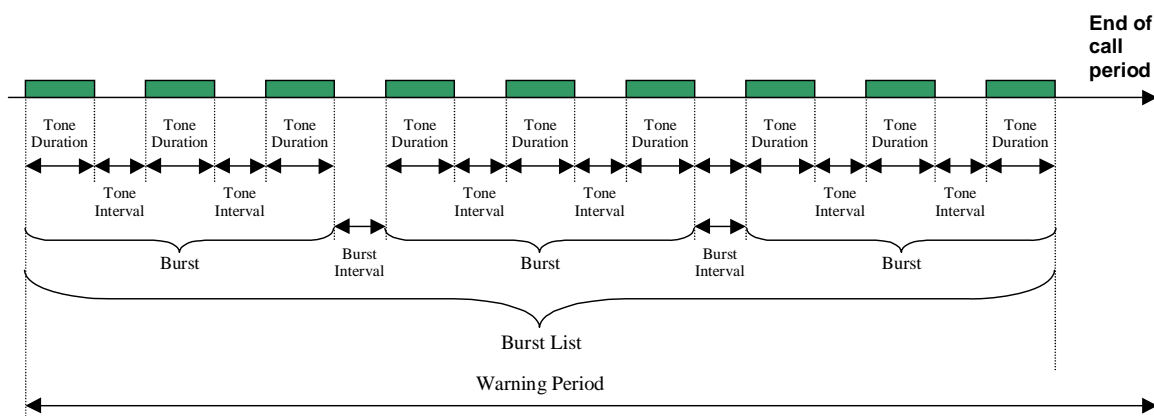 End of
call
period
Tone
Duration
Tone
Duration
Tone
Duration
Tone
Duration
Tone
Duration
Tone
Duration
Tone
Duration
Tone
Duration
Tone
Duration
Tone
Interval
Tone
Interval
Tone
Interval
Tone
Interval
Tone
Interval
Tone
Interval
Burst
Burst
Interval
Burst
Burst
Interval
Burst
Burst List
Warning Period